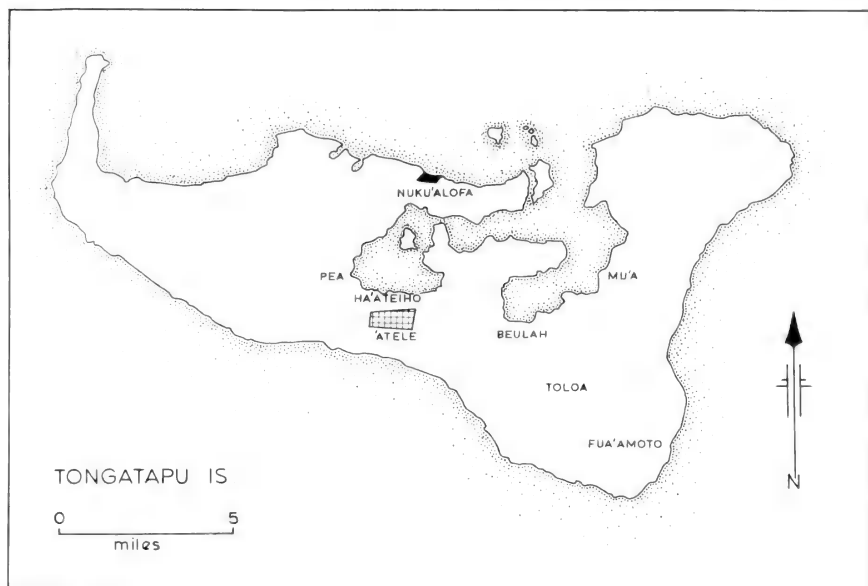 NUKU'ALOFA
PEA
MU'A
HA'ATEIHO
'ATELE
BEULAH
TOLOA
FUA'AMOTO
TONGATAPU IS
0 5
miles
N